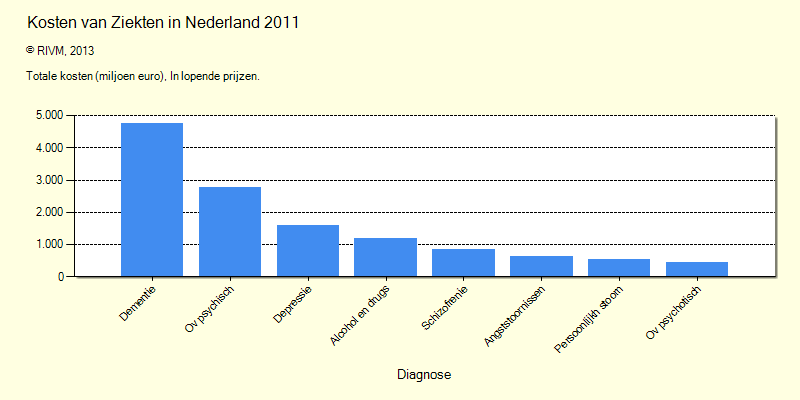 Kosten van Ziekten in Nederland 2011
© RIVM, 2013
Totale kosten (miljoen euro), In lopende prijzen.
5.000
4.000
3.000
2.000
1.000
0
Dementie
Ov psychisch
Depressie
Alcohol en drugs
Schizofrenie
Angststoornissen
Persoonlijkh stoorn
Ov psychotisch
Diagnose